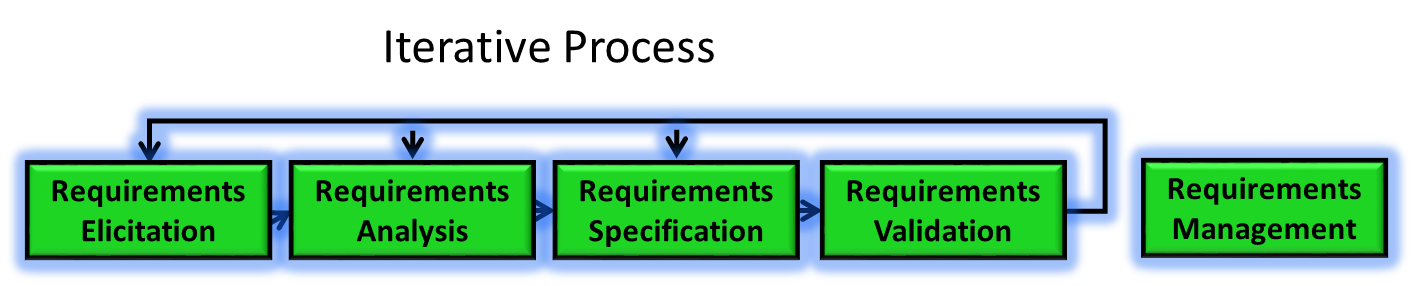 Iterative Process
Requirements
Elicitation
Requirements
Analysis
Requirements
Specification
Requirements
Validation
Requirements
Management